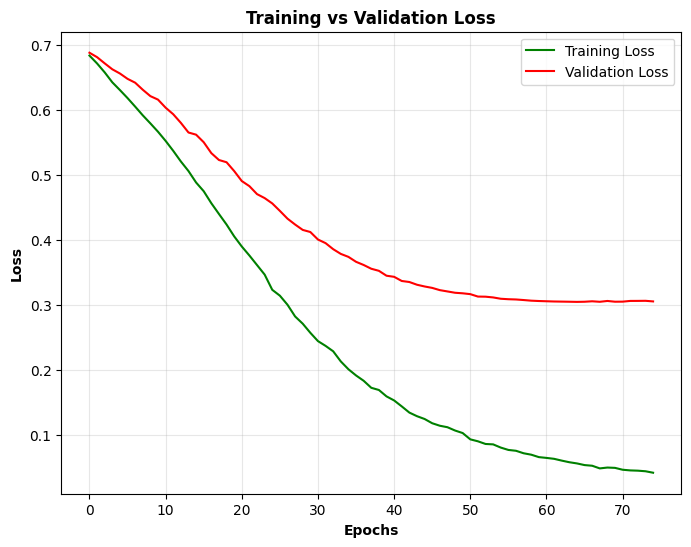 Training vs Validation Loss
Training Loss
Validation Loss
Loss
0.7
0.6
0.5
0.4
0.3
0.2
0.1
0 10 20 30 40 50 60 70
Epochs